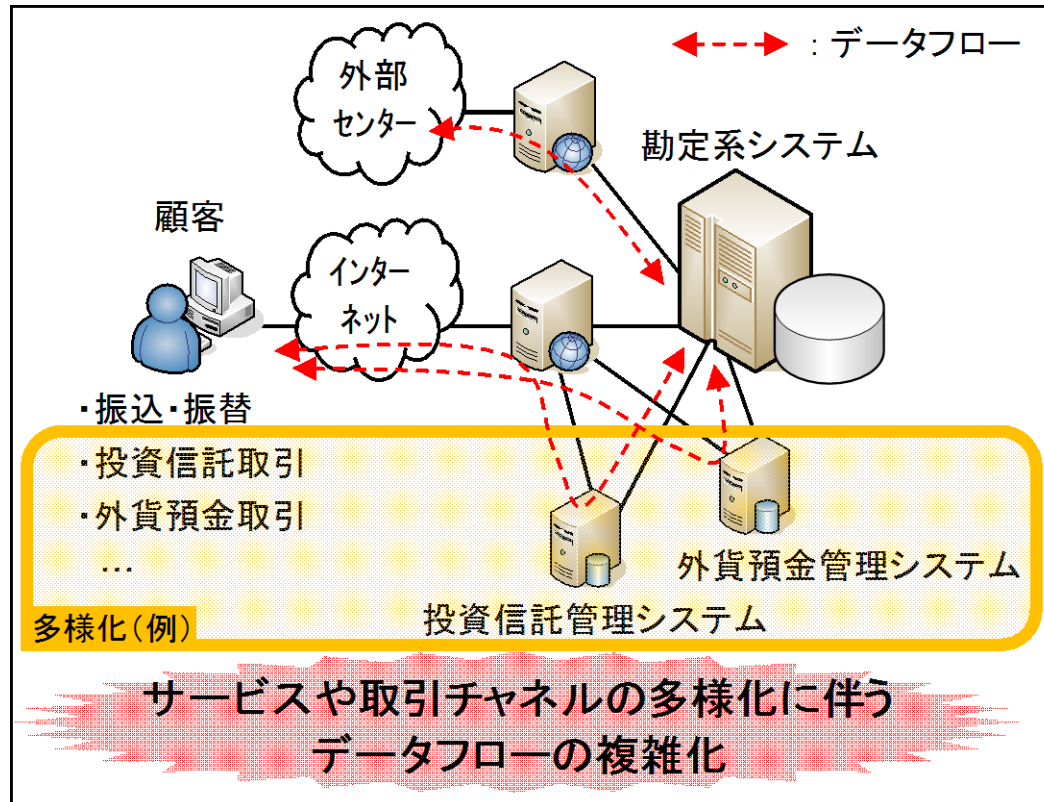 ：データフロー
外部
センター
勘定系システム
顧客
インター
ネット
・振込・振替
・投資信託取引
・外貨預金取引
…
外貨預金管理システム
投資信託管理システム
多様化（例）
サービスや取引チャネルの多様化に伴う
データフローの複雑化